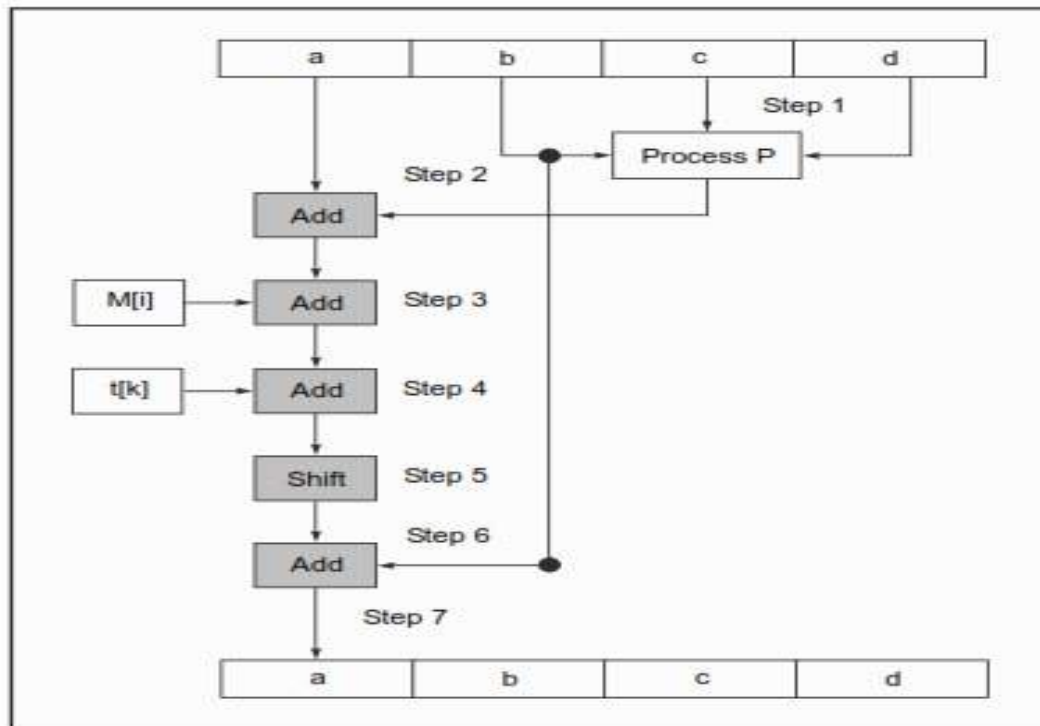 a b c d
Step 1
Process P
Step 2
Add
M[i] Add Step 3
t[k] Add Step 4
Shift Step 5
Step 6
Add
Step 7
a b c d